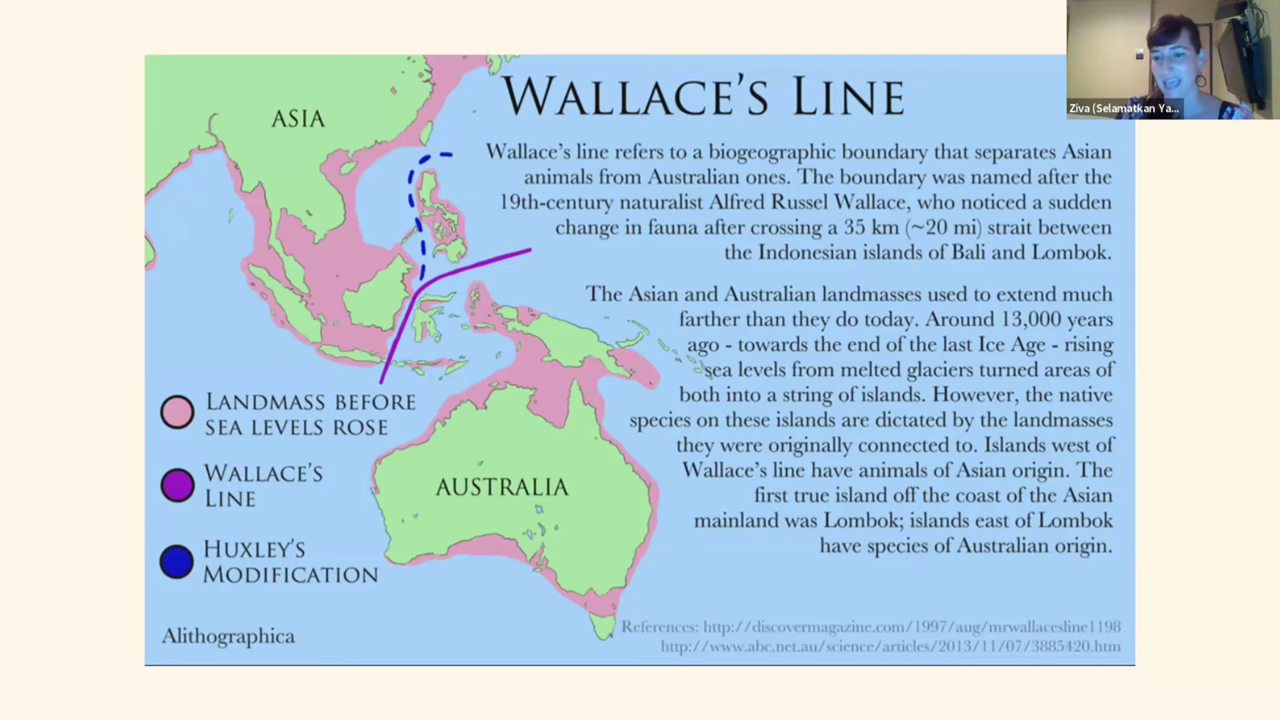 Ziva (Selamatkan Ya...
WALLACE'S LINE
ASIA
Wallace's line refers to a biogeographic boundary that separates Asian
animals from Australian ones. The boundary was named after the
19th-century naturalist Alfred Russel Wallace, who noticed a sudden
change in fauna after crossing a 35 km (~20 mi) strait between
the Indonesian islands of Bali and Lombok.
The Asian and Australian landmasses used to extend much
farther than they do today. Around 13,000 years
ago - towards the end of the last Ice Age - rising
sea levels from melted glaciers turned areas of
both into a string of islands. However, the native
species on these islands are dictated by the landmasses
they were originally connected to. Islands west of
Wallace's line have animals of Asian origin. The
first true island off the coast of the Asian
mainland was Lombok; islands east of Lombok
have species of Australian origin.
LANDMASS BEFORE
SEA LEVELS ROSE
WALLACE'S
LINE
HUXLEY'S
MODIFICATION
AUSTRALIA
Alithographica
References: http://discovermagazine.com/1997/aug/mrwallacesline1198
http://www.abc.net.au/science/articles/2013/11/07/3885420.htm